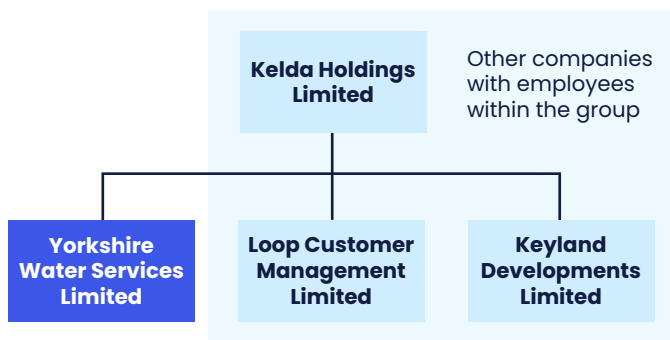 Kelda Holdings
Limited
Other companies
with employees
within the group
Yorkshire
Water Services
Limited
Loop Customer
Management
Limited
Keyland
Developments
Limited